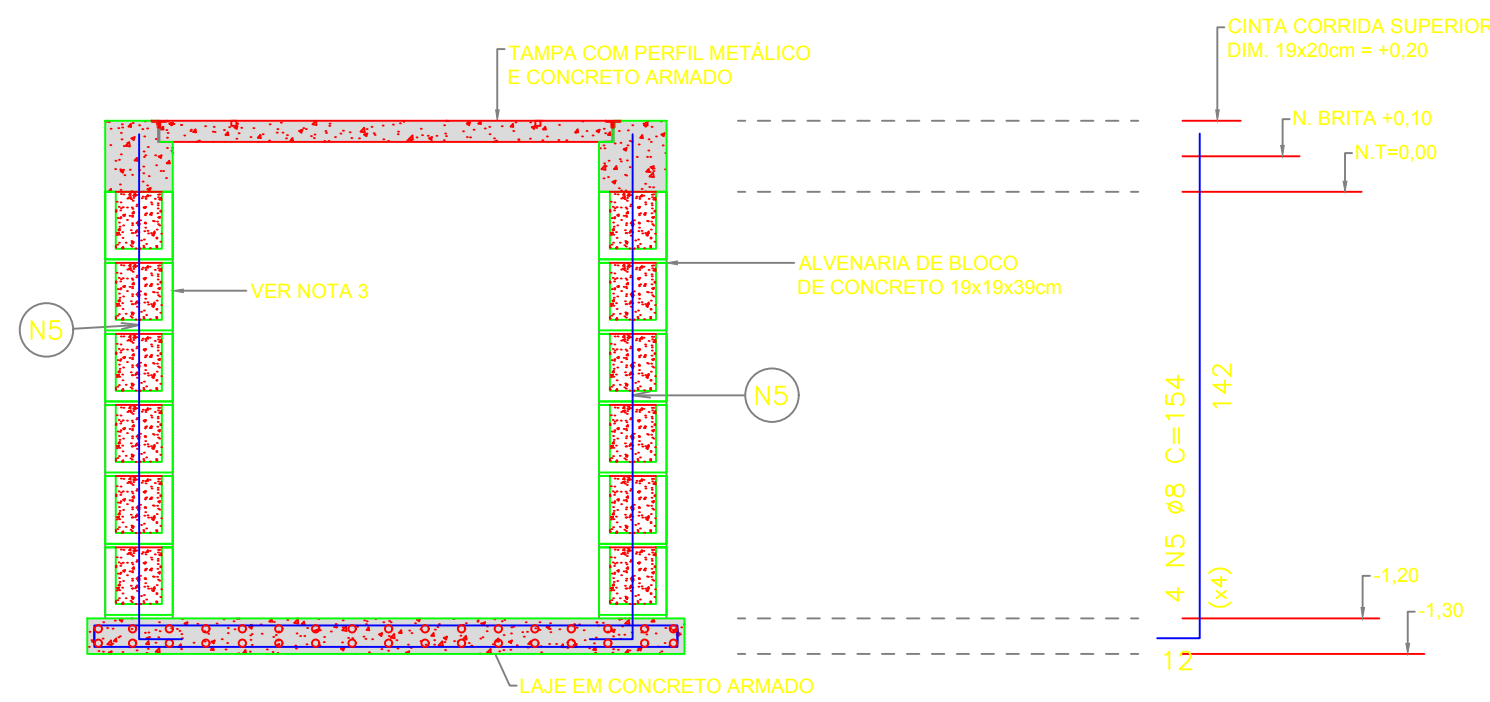 CINTA CORRIDA SUPERIOR
DIM. 19x20cm = +0,20
TAMPA COM PERFIL METÁLICO
E CONCRETO ARMADO
N. BRITA +0,10
N.T=0,00
ALVENARIA DE BLOCO
DE CONCRETO 19x19x39cm
VER NOTA 3
N5
N5
4 N5 ø8 C=154
(x4)
142
-1,20
-1,30
12
LAJE EM CONCRETO ARMADO